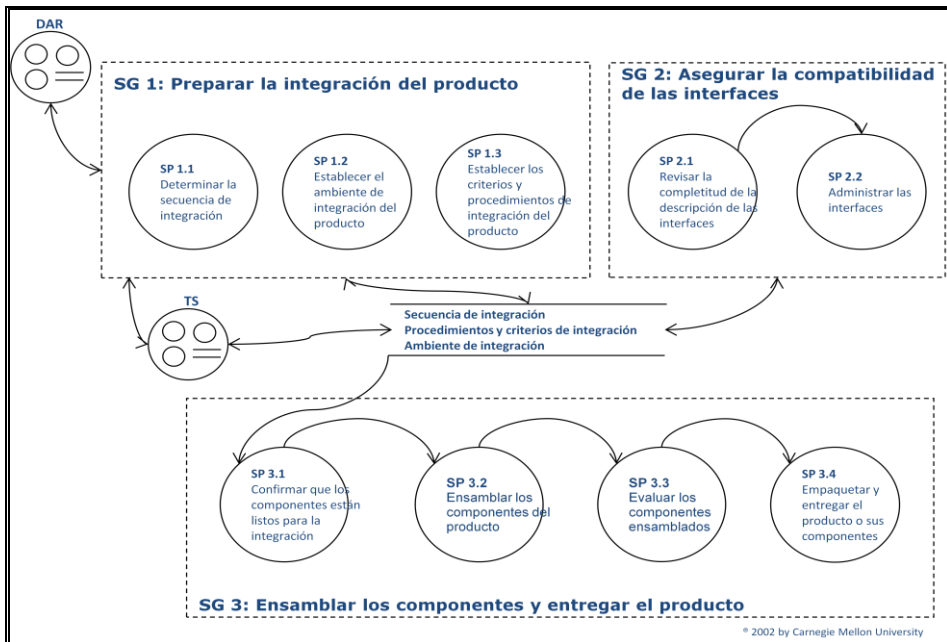 DAR
SG 1: Preparar la integración del producto
SP 1.1
Determinar la
secuencia de
integración
SP 1.2
Establecer el
ambiente de
integración del
producto
SP 1.3
Establecer los
criterios y
procedimientos de
integración del
producto
SG 2: Asegurar la compatibilidad
de las interfaces
SP 2.1
Revisar la
completitud de la
descripción de las
interfaces
SP 2.2
Administrar las
interfaces
TS
Secuencia de integración
Procedimientos y criterios de integración
Ambiente de integración
SP 3.1
Confirmar que los
componentes están
listos para la
integración
SP 3.2
Ensamblar los
componentes del
producto
SP 3.3
Evaluar los
componentes
ensamblados
SP 3.4
Empaquetar y
entregar el
producto o sus
componentes
SG 3: Ensamblar los componentes y entregar el producto
® 2002 by Carnegie Mellon University